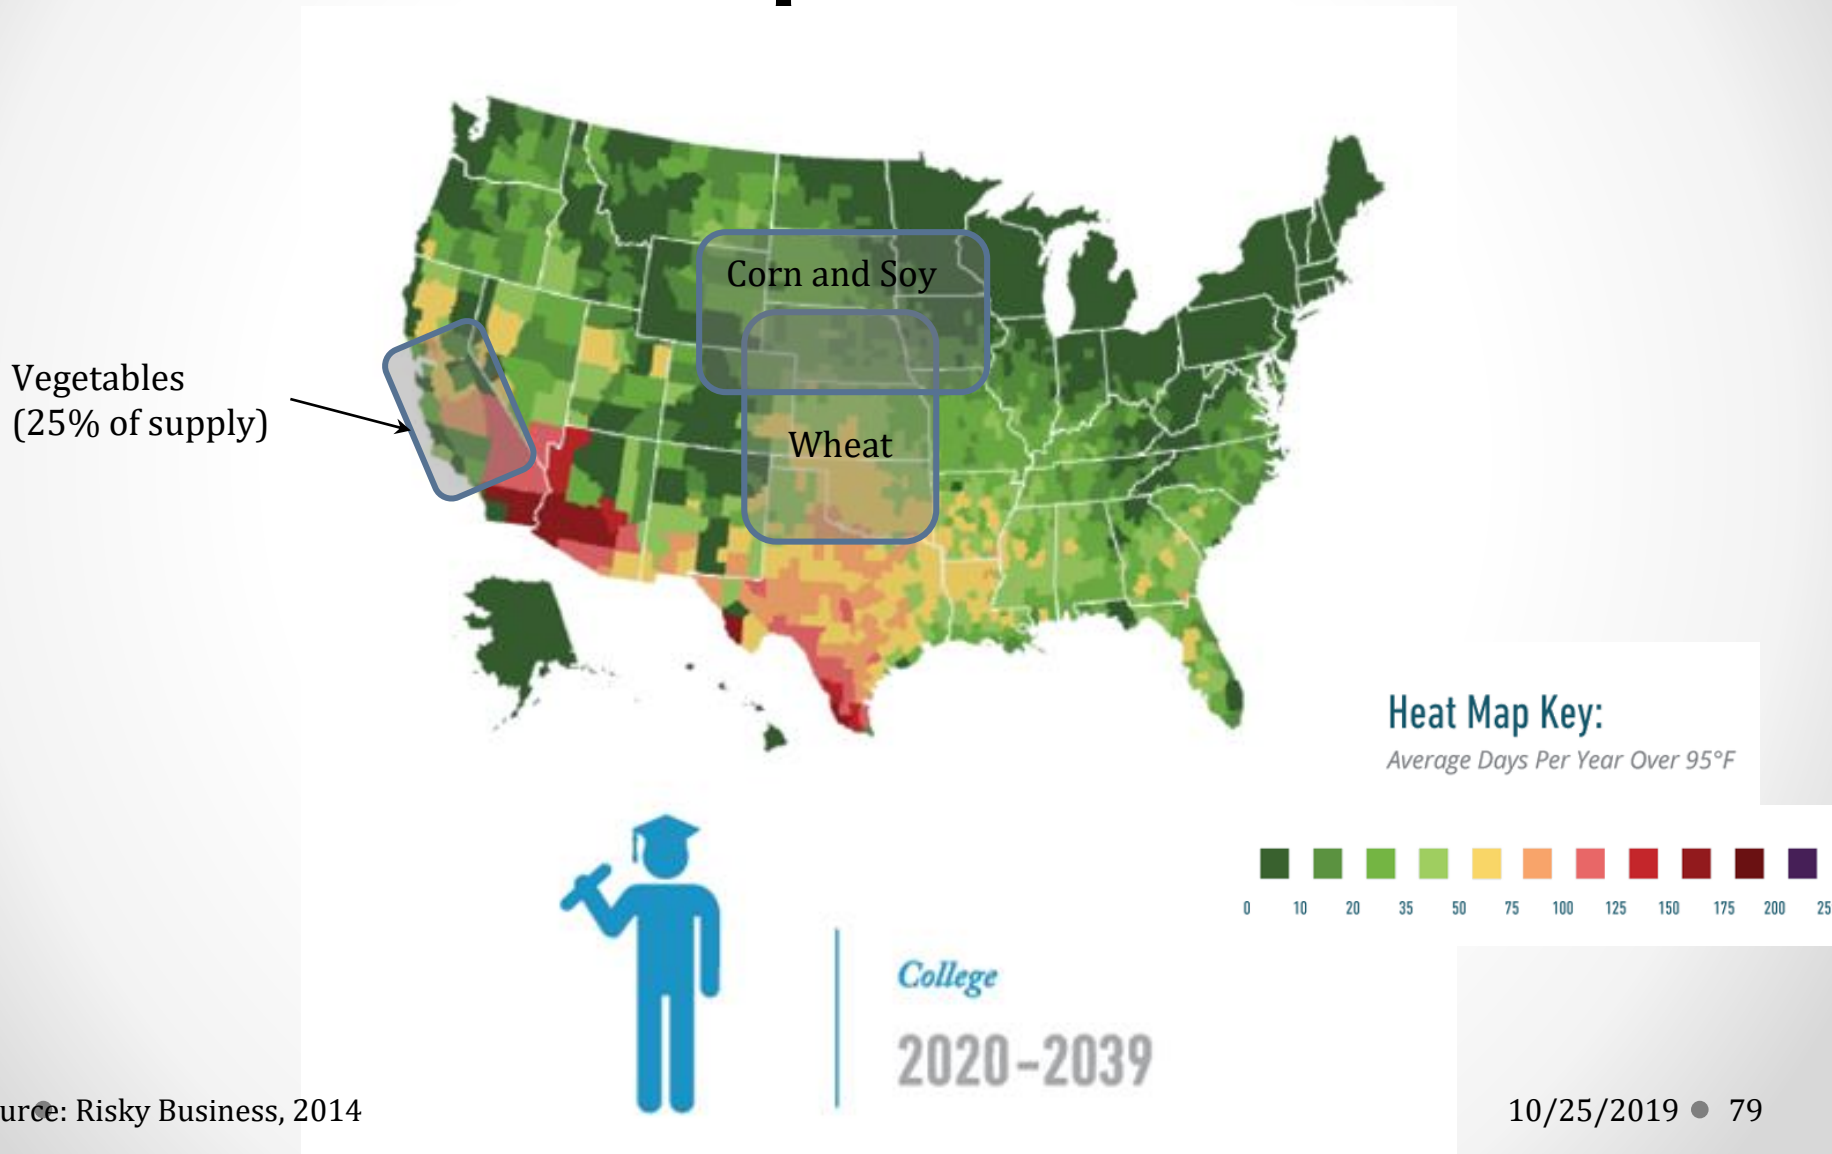 Corn and Soy
Vegetables
(25% of supply)
Wheat
Heat Map Key:
Average Days Per Year Over 95°F
0 10 20 35 50 75 100 125 150 175 200 25
College
2020-2039
urce: Risky Business, 2014
10/25/2019 79